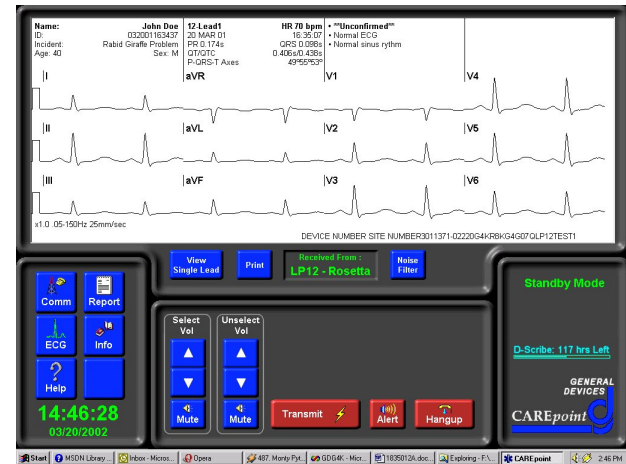 Name: John Doe
ID: 032001163437
Incident: Rabid Giraffe Problem
Age: 40 Sex: M
12-Lead1 HR 70 bpm
20 MAR 01 16:35:07
PR 0.174s QRS 0.098s
QT/QTC 0.406s/0.438s
P-QRS-T Axes 49°55°53°
• **Unconfirmed**
• Normal ECG
• Normal sinus rythm
I aVR V1 V4
II aVL V2 V5
III aVF V3 V6
x1.0 .05-150Hz 25mm/sec
DEVICE NUMBER SITE NUMBER3011371-02220G4KR8KG4G07QLP12TEST1
View
Single Lead
Print
Received From :
LP12 - Rosetta
Noise
Filter
Comm
Report
ECG
Info
Help
14:46:28
03/20/2002
Select
Vol
Mute
Unselect
Vol
Mute
Transmit
Alert
Hangup
Standby Mode
D-Scribe: 117 hrs Left
GENERAL
DEVICES
CAREpoint
Start
MSDN Library ...
Inbox - Micros...
Opera
487. Monty Pyt...
GDG4K - Micr...
1835012A.doc...
Exploring - F:\...
CAREpoint
2:46 PM